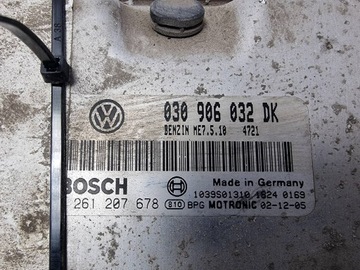 030 906 032 DK
BENZIN ME7.5.10 4721
BOSCH
Made in Germany
1039S01310 1624 0169
261 207 678 810 BPG MOTRONIC 02-12-05